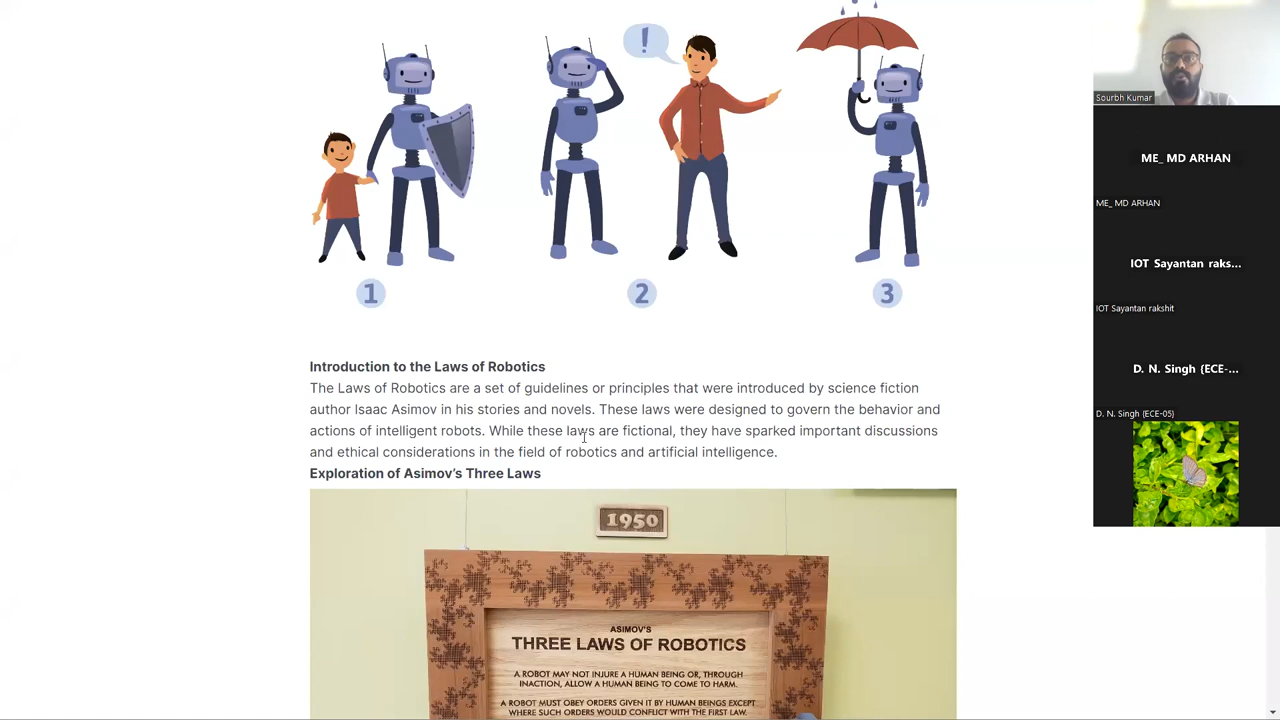 !
1
2
3
Introduction to the Laws of Robotics
The Laws of Robotics are a set of guidelines or principles that were introduced by science fiction
author Isaac Asimov in his stories and novels. These laws were designed to govern the behavior and
actions of intelligent robots. While these laws are fictional, they have sparked important discussions
and ethical considerations in the field of robotics and artificial intelligence.
Exploration of Asimov's Three Laws
1950
ASIMOV'S
THREE LAWS OF ROBOTICS
A ROBOT MAY NOT INJURE A HUMAN BEING OR, THROUGH
INACTION, ALLOW A HUMAN BEING TO COME TO HARM.
A ROBOT MUST OBEY ORDERS GIVEN IT BY HUMAN BEINGS EXCEPT
WHERE SUCH ORDERS WOULD CONFLICT WITH THE FIRST LAW.
Sourbh Kumar
ME_ MD ARHAN
ME_ MD ARHAN
IOT Sayantan raks...
IOT Sayantan rakshit
D. N. Singh {ECE-...
D. N. Singh {ECE-05}